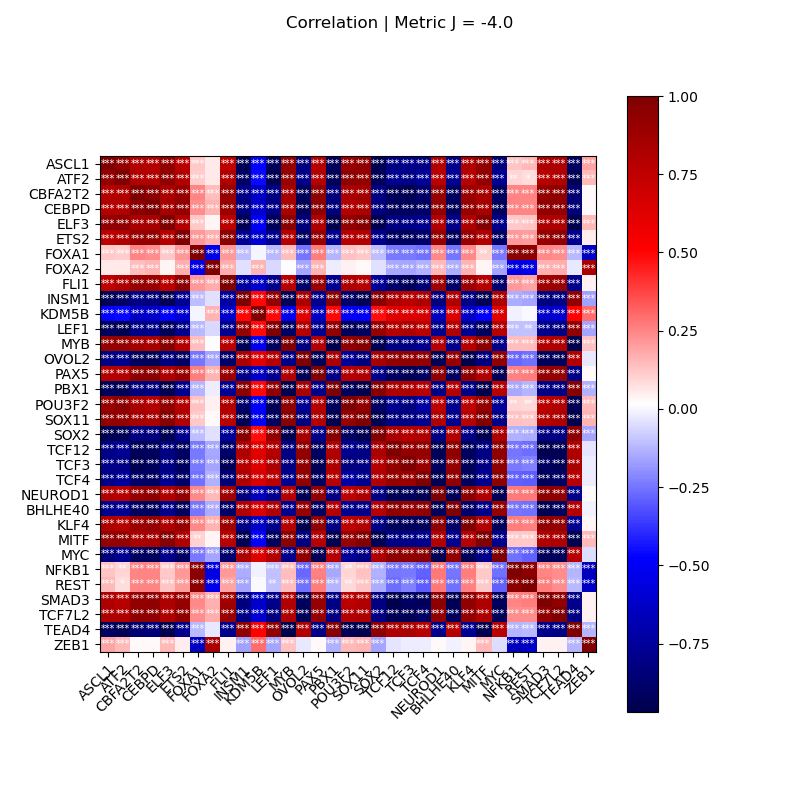 Correlation | Metric J = -4.0
ASCL1
ATF2
CBFA2T2
CEBPD
ELF3
ETS2
FOXA1
FOXA2
FLI1
INSM1
KDM5B
LEF1
MYB
OVOL2
PAX5
PBX1
POU3F2
SOX11
SOX2
TCF12
TCF3
TCF4
NEUROD1
BHLHE40
KLF4
MITF
MYC
NFKB1
REST
SMAD3
TCF7L2
TEAD4
ZEB1
ASCL1
ATF2
CBFA2T2
CEBPD
ELF3
ETS2
FOXA1
FOXA2
FLI1
INSM1
KDM5B
LEF1
MYB
OVOL2
PAX5
PBX1
POU3F2
SOX11
SOX2
TCF12
TCF3
TCF4
NEUROD1
BHLHE40
KLF4
MITF
MYC
NFKB1
REST
SMAD3
TCF7L2
TEAD4
ZEB1
1.00
0.75
0.50
0.25
0.00
−0.25
−0.50
−0.75